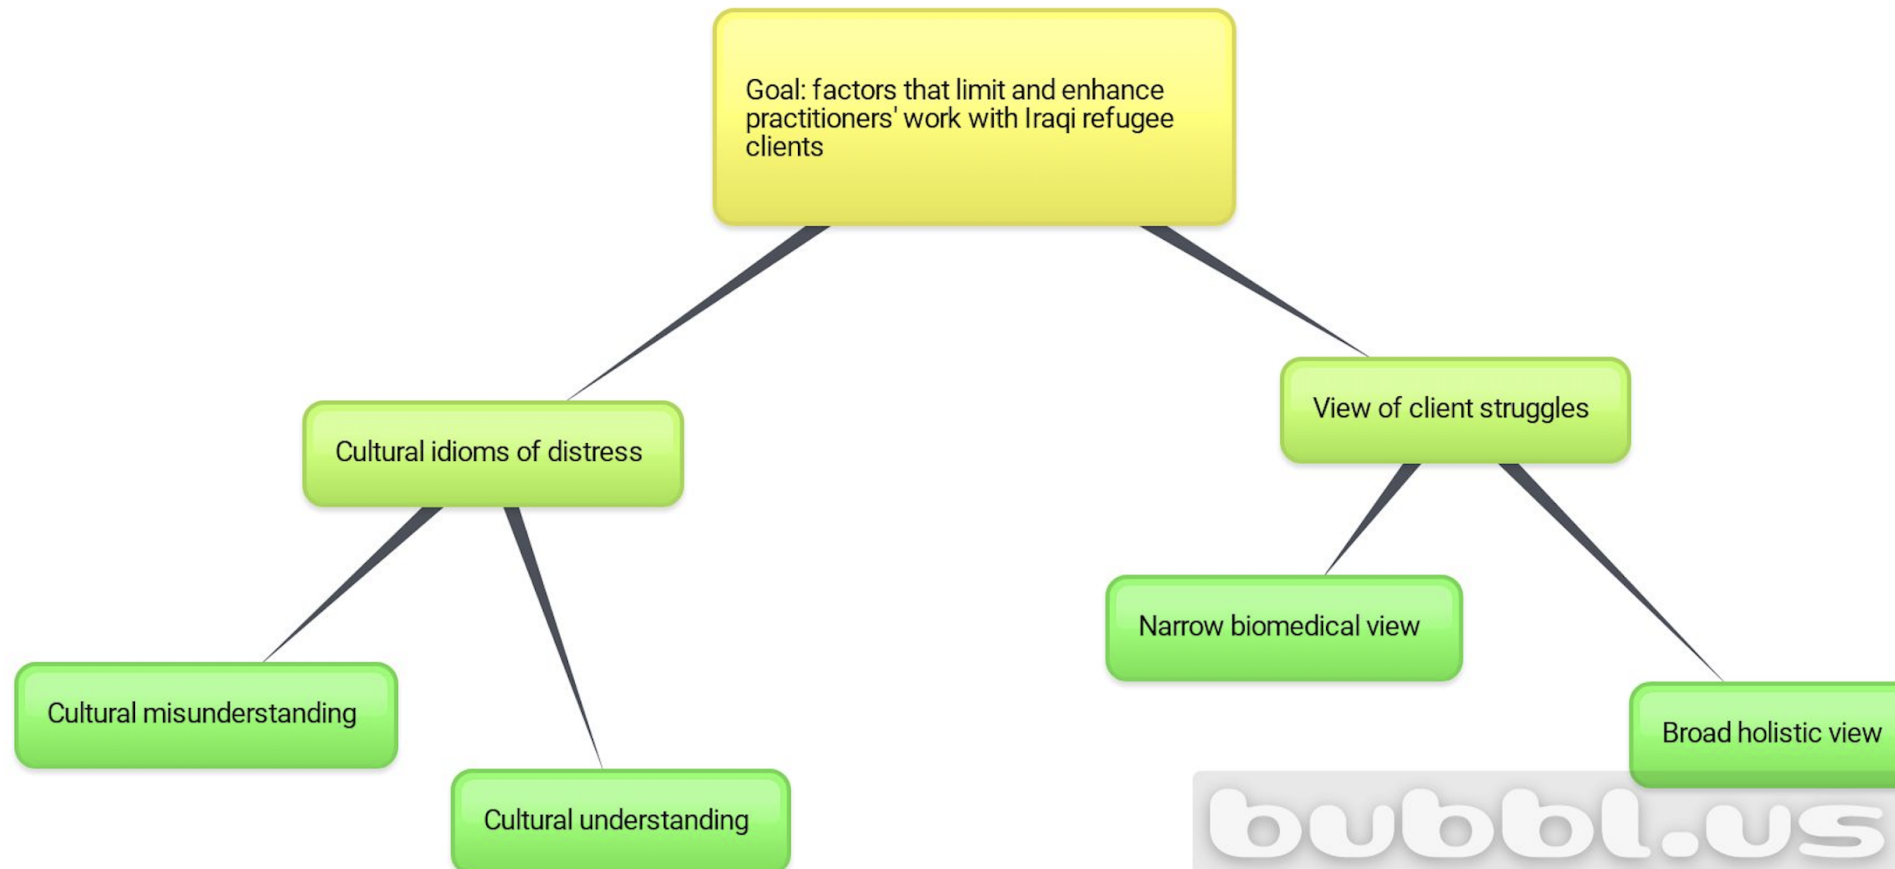 Goal: factors that limit and enhance
practitioners' work with Iraqi refugee
clients
Cultural idioms of distress
View of client struggles
Cultural misunderstanding
Cultural understanding
Narrow biomedical view
Broad holistic view
bubbl.us